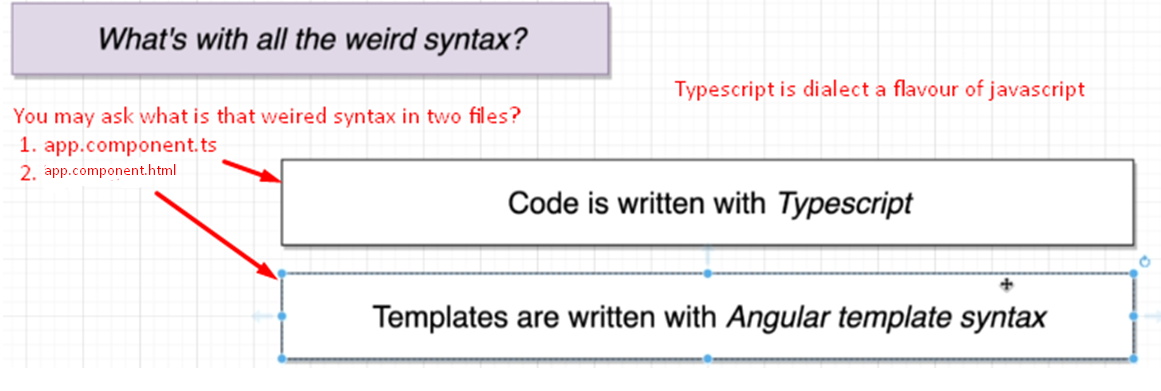 What's with all the weird syntax?
Typescript is dialect a flavour of javascript
You may ask what is that weired syntax in two files?
1. app.component.ts
2. app.component.html
Code is written with Typescript
Templates are written with Angular template syntax